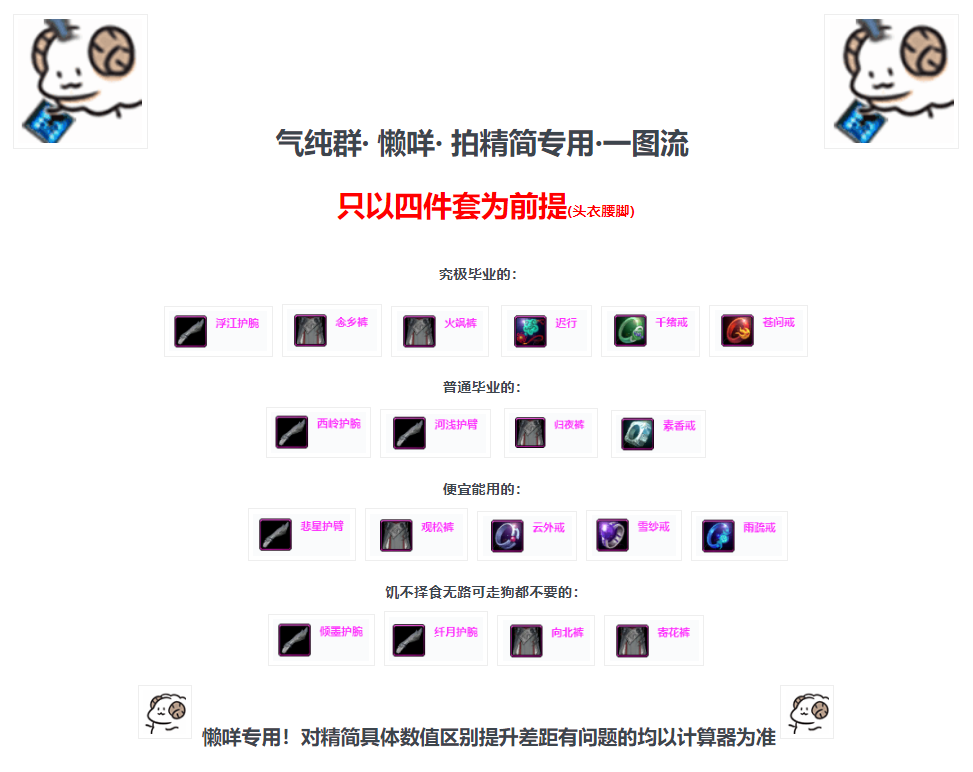 气纯群· 懒咩· 拍精简专用·一图流
只以四件套为前提(头衣腰脚)
究极毕业的：
浮江护腕 念乡裤 火飒裤 迟行 千绪戒 苍问戒
普通毕业的：
西岭护腕 河浅护臂 归夜裤 素香戒
便宜能用的：
悲星护臂 观松裤 云外戒 雪纱戒 雨疏戒
饥不择食无路可走狗都不要的：
倾墨护腕 纤月护腕 向北裤 寄花裤
懒咩专用！对精简具体数值区别提升差距有问题的均以计算器为准